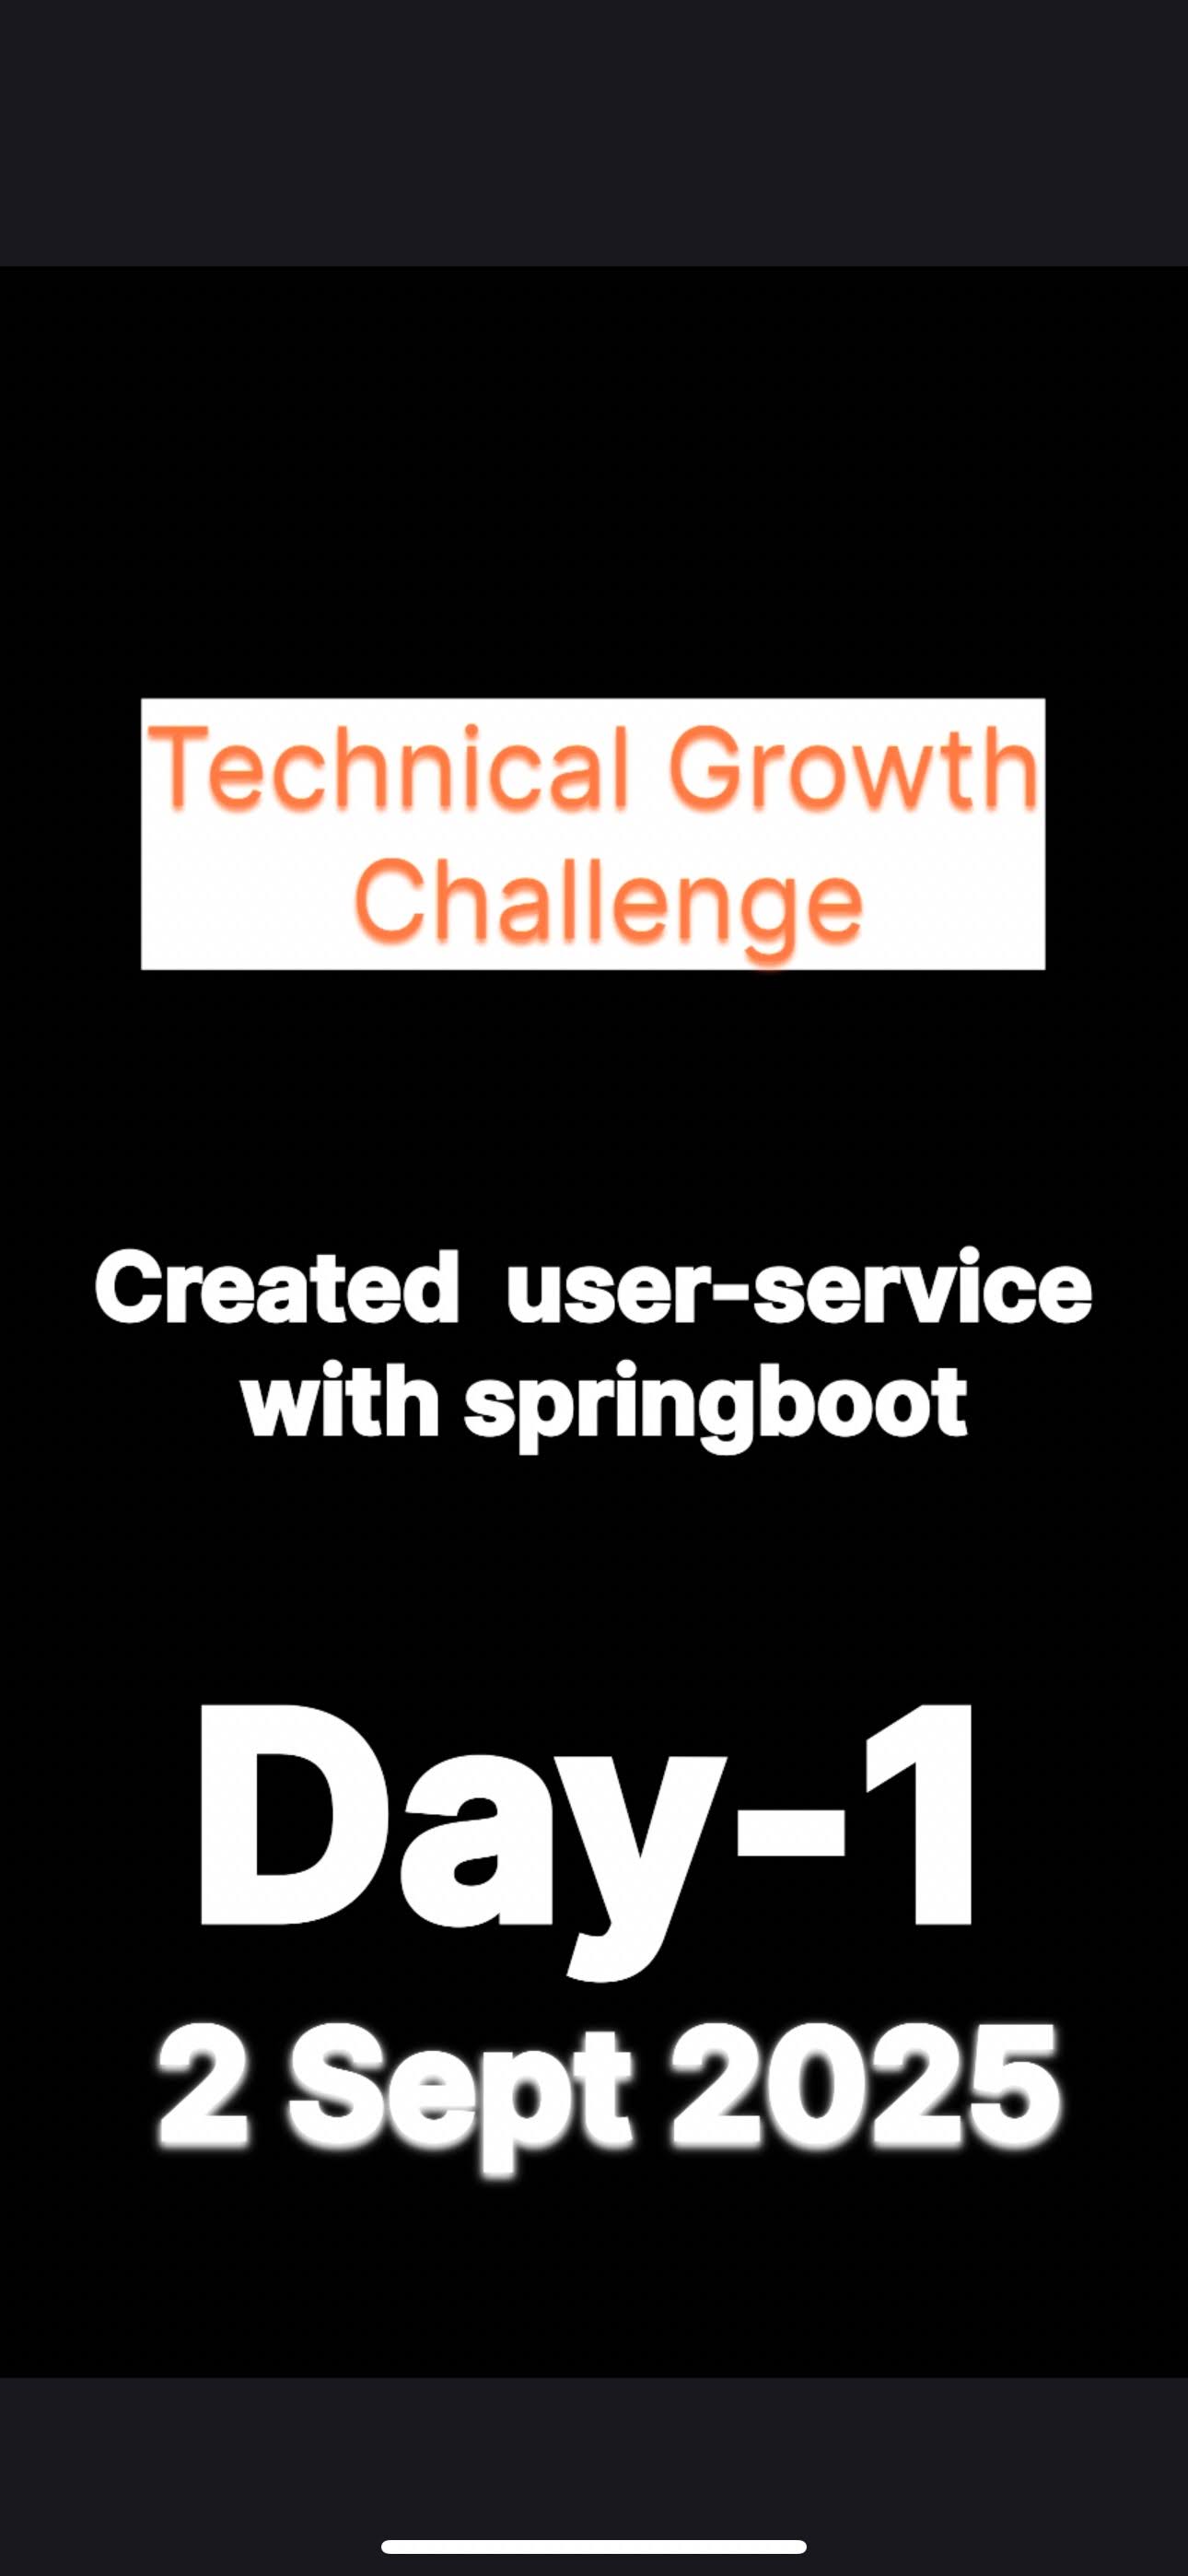 Technical Growth
Challenge
Created  user-service
with springboot
Day-1
2 Sept 2025